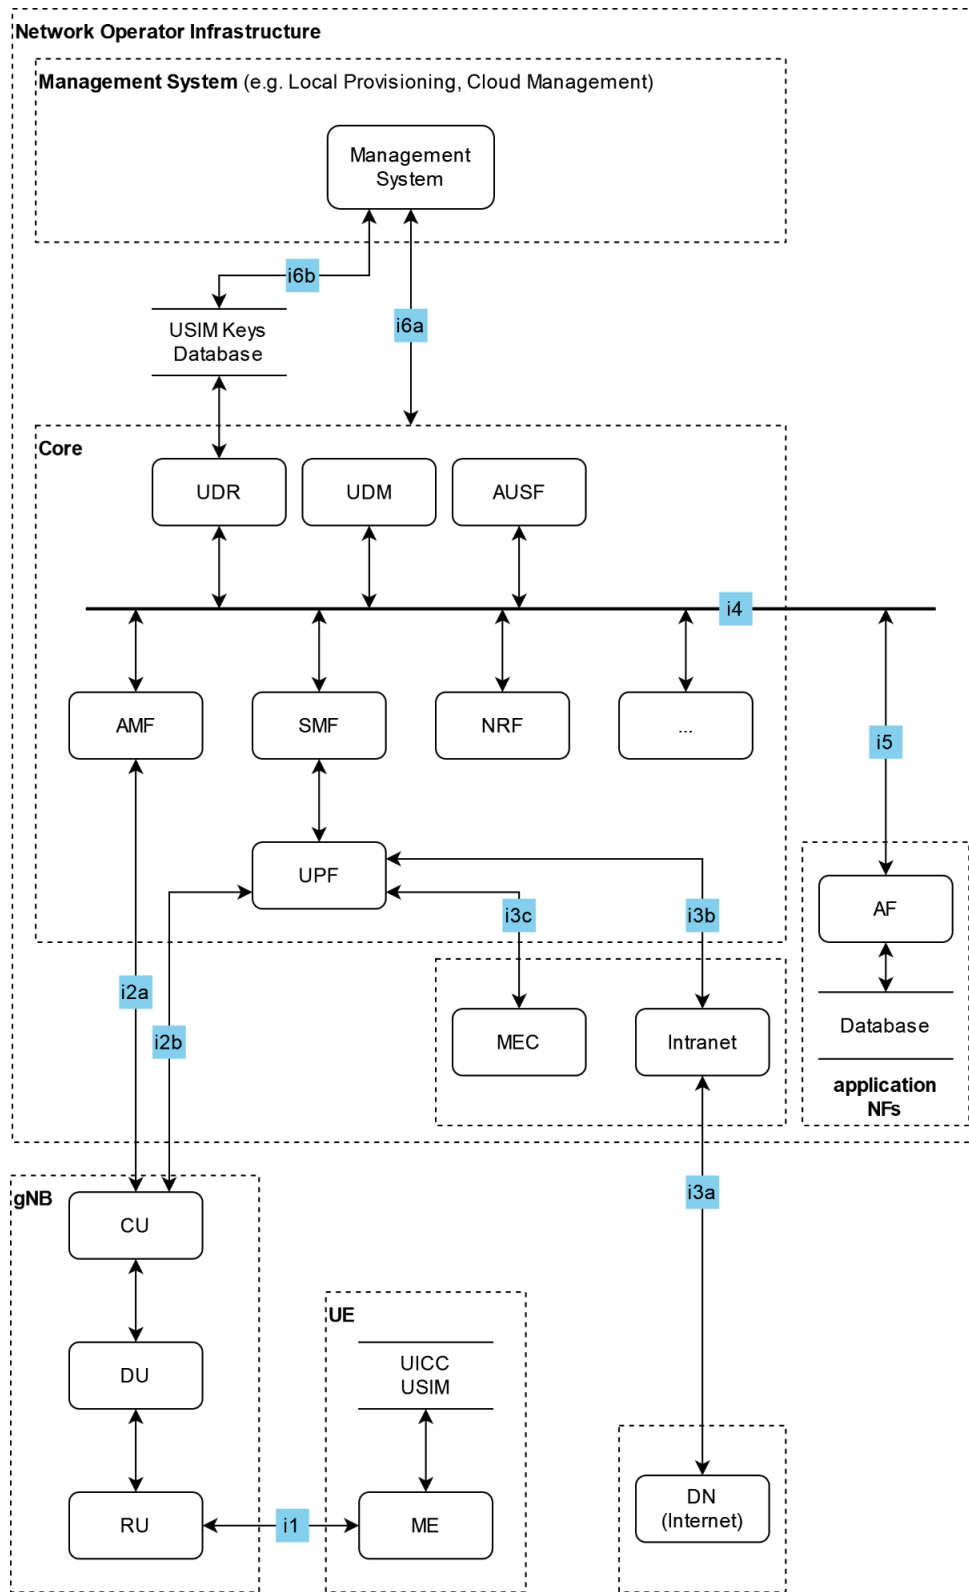 Network Operator Infrastructure
Management System (e.g. Local Provisioning, Cloud Management)
Management
System
i6b
i6a
USIM Keys
Database
Core
UDR
UDM
AUSF
i4
AMF
SMF
NRF
...
i5
UPF
i3c
i3b
AF
i2a
i2b
MEC
Intranet
Database
application
NFs
gNB
CU
i3a
UE
UICC
USIM
DU
RU
i1
ME
DN
(Internet)